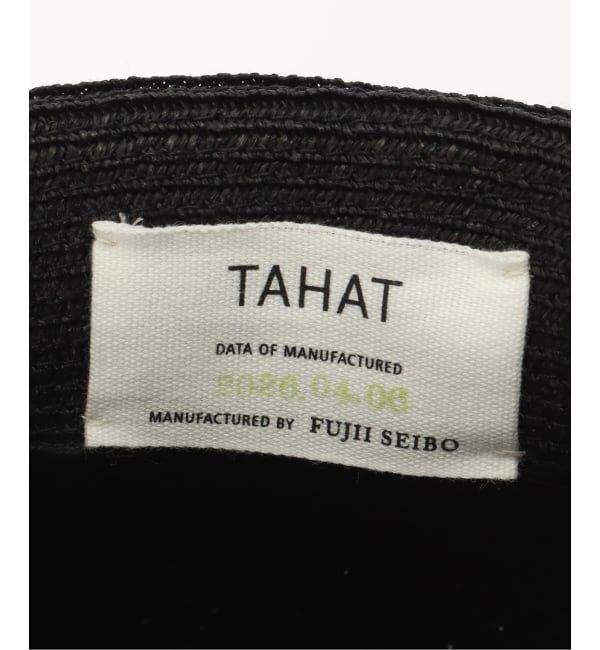 TAHAT
DATA OF MANUFACTURED
2026.04.06
MANUFACTURED BY FUJII SEIBO